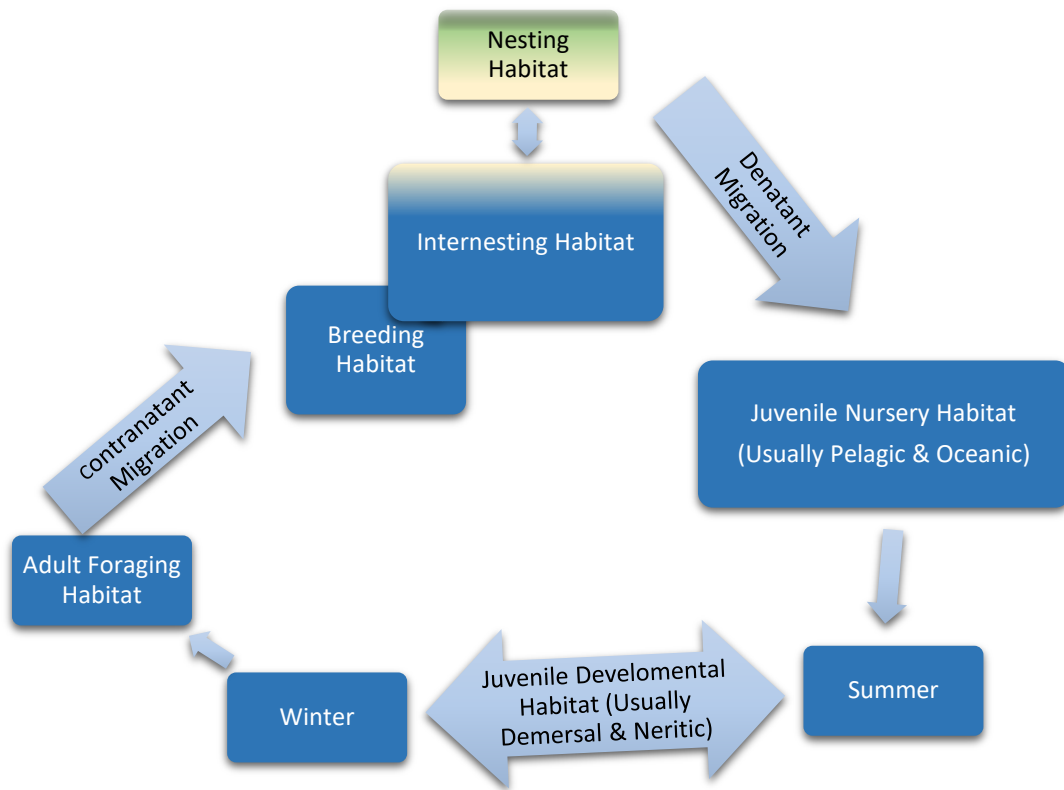 Nesting
Habitat
Denatant
Migration
Internesting Habitat
Breeding
Habitat
Contranatant
Migration
Juvenile Nursery Habitat
(Usually Pelagic & Oceanic)
Adult Foraging
Habitat
Juvenile Develomental
Habitat (Usually
Demersal & Neritic)
Summer
Winter